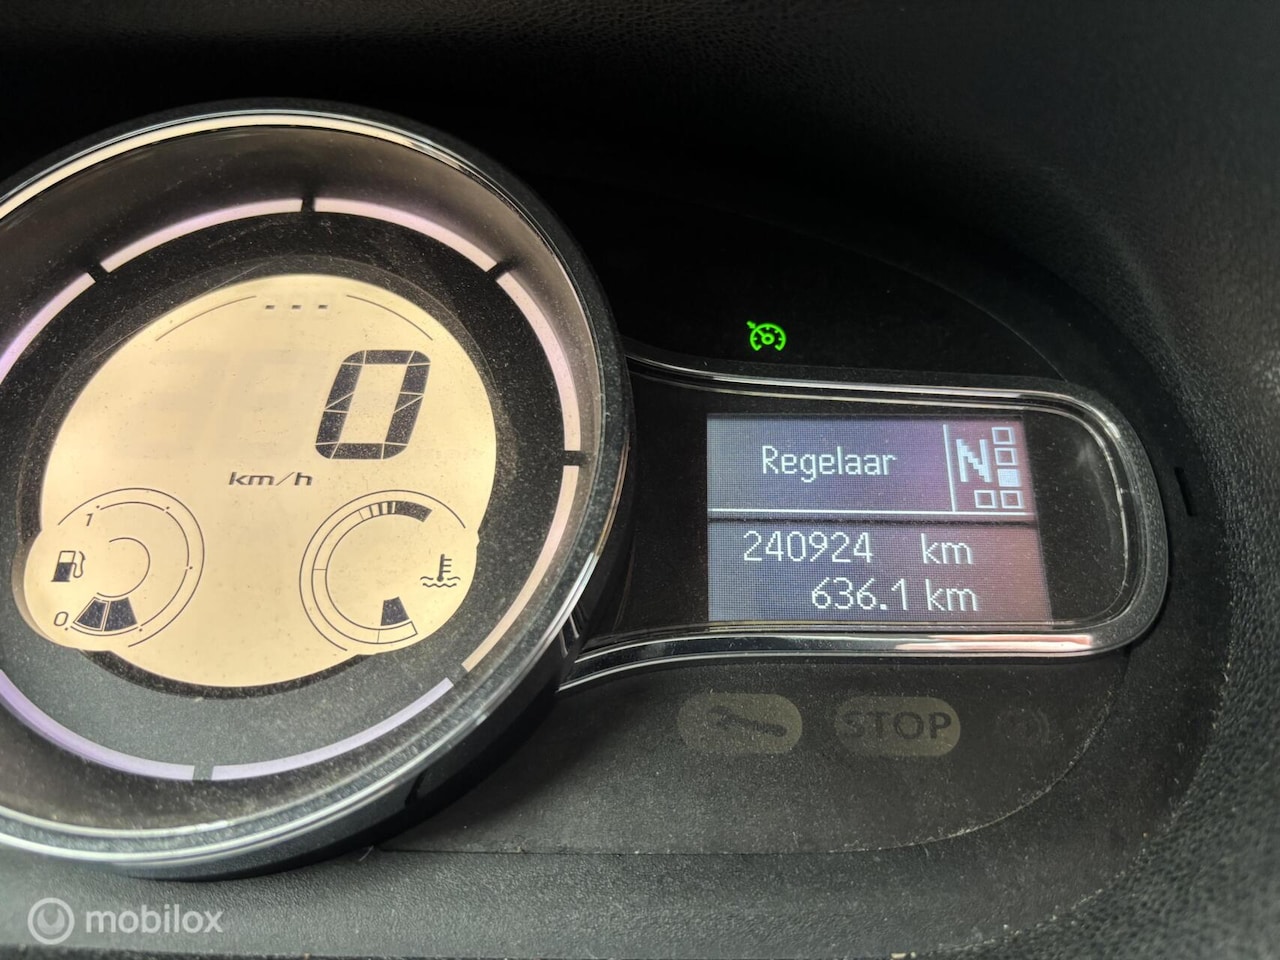 0
km/h
1
0
Regelaar
N
240924 km
636.1 km
STOP
mobilox